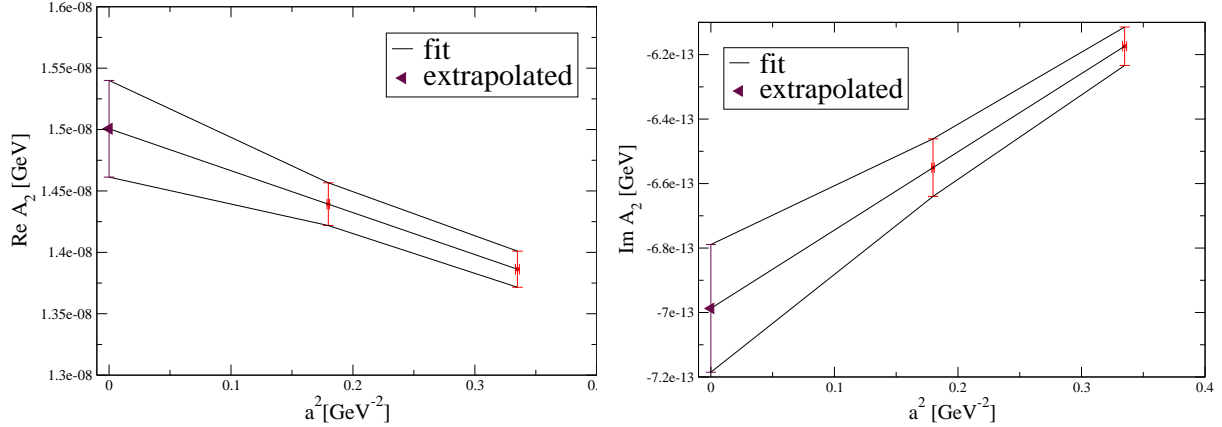 1.6e-08
1.55e-08
1.5e-08
1.45e-08
1.4e-08
1.35e-08
1.3e-08
Re A2 [GeV]
fit
extrapolated
0
0.1
0.2
0.3
0.
a2[GeV-2]
-6.2e-13
-6.4e-13
-6.6e-13
-6.8e-13
-7e-13
-7.2e-13
Im A2 [GeV]
fit
extrapolated
0
0.1
0.2
0.3
0.4
a2 [GeV-2]